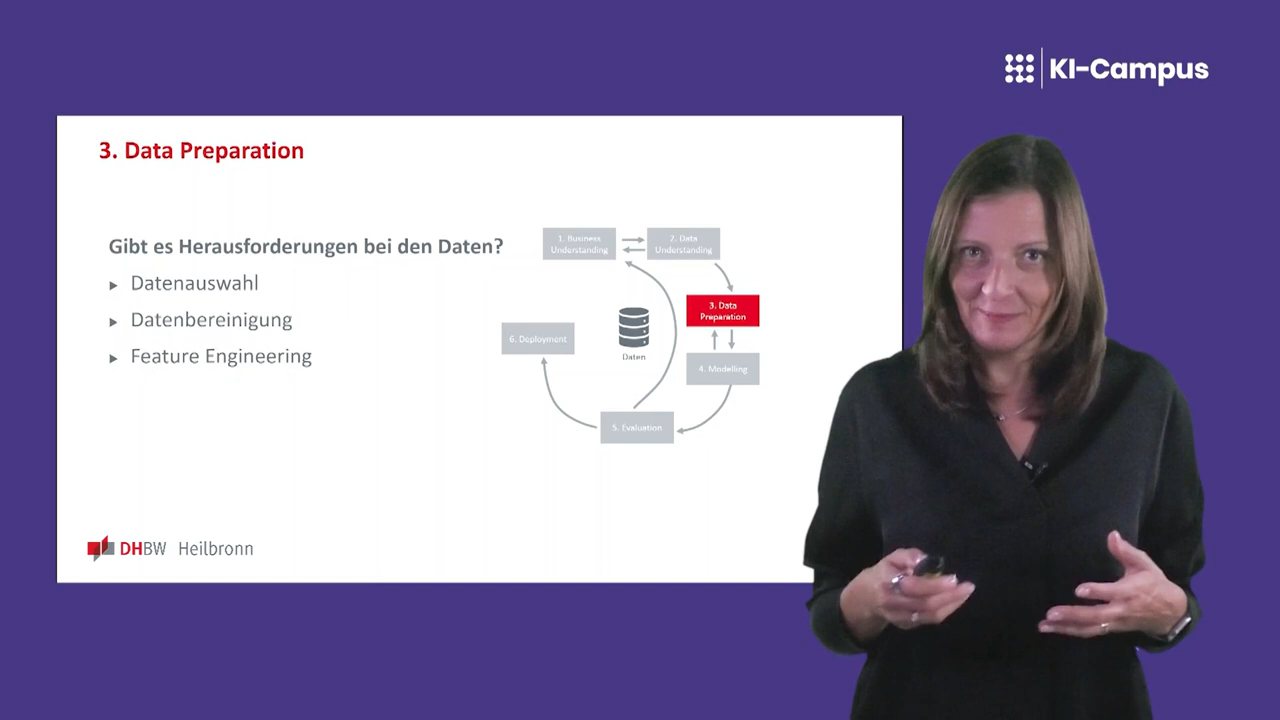 KI-Campus
3. Data Preparation
Gibt es Herausforderungen bei den Daten?
Datenauswahl
Datenbereinigung
Feature Engineering
1. Business
Understanding
2. Data
Understanding
3. Data
Preparation
6. Deployment
Daten
4. Modelling
5. Evaluation
DHBW Heilbronn